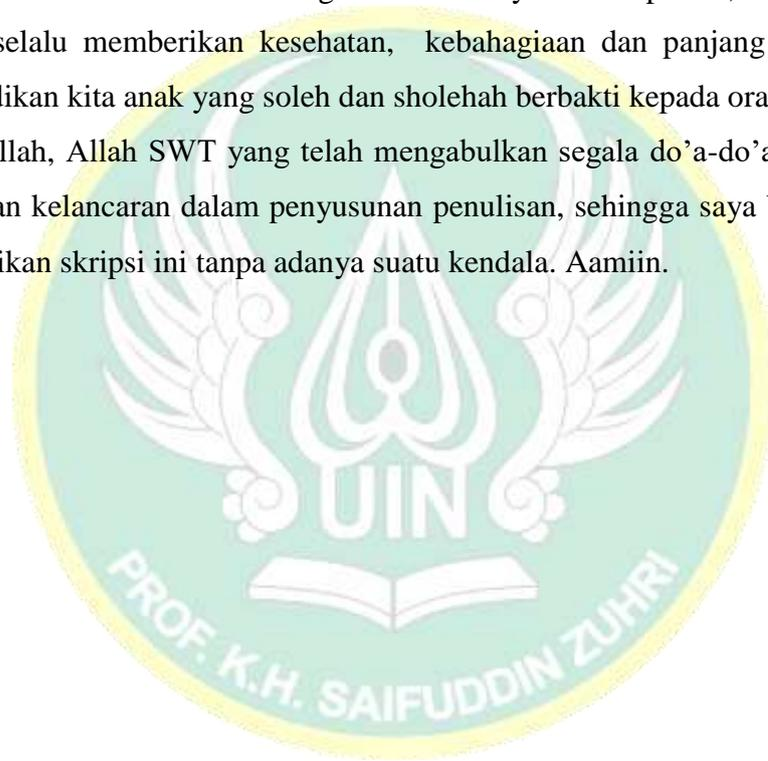 selalu memberikan kesehatan, kebahagiaan dan panjang
dikan kita anak yang soleh dan sholehah berbakti kepada ora
llah, Allah SWT yang telah mengabulkan segala do’a-do’a
an kelancaran dalam penyusunan penulisan, sehingga saya
ikan skripsi ini tanpa adanya suatu kendala. Aamiin.
UIN
PROF. K.H. SAIFUDDIN ZUHRI